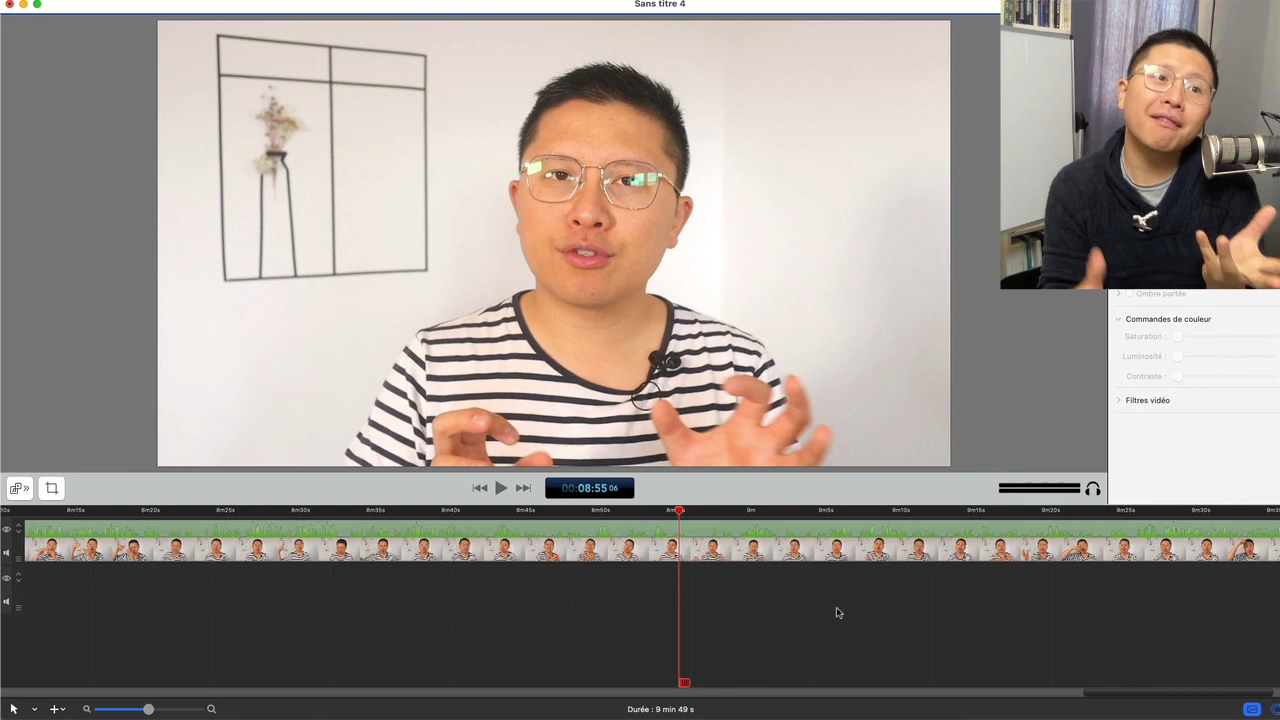 Sans titre 4
Ombre portée
Commandes de couleur
Saturation :
Luminosité :
Contraste :
Filtres vidéo
00:08:55 06
8m15s 8m20s 8m25s 8m30s 8m35s 8m40s 8m45s 8m50s 9m 9m5s 9m10s 9m15s 9m20s 9m25s
Durée : 9 min 49 s